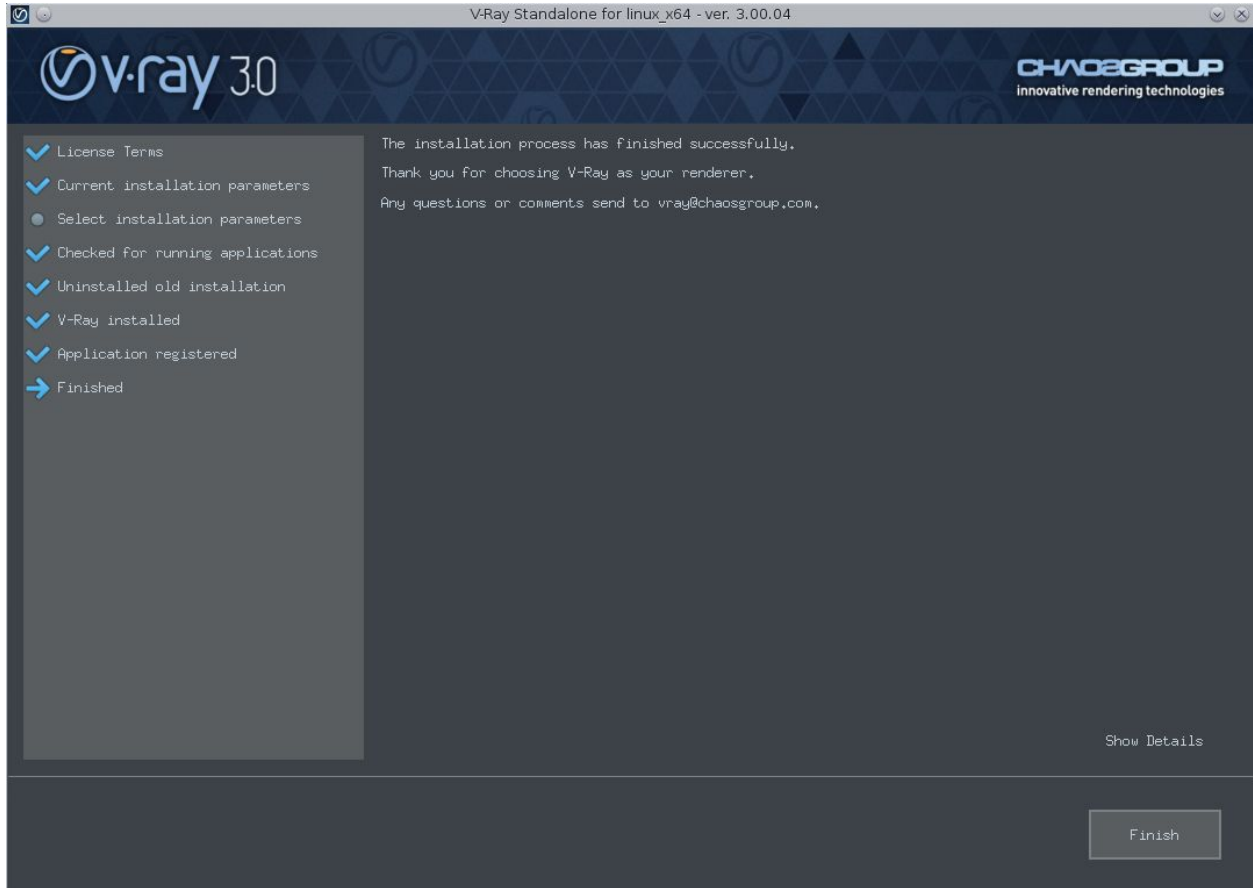 V-Ray Standalone for linux_x64 - ver. 3.00.04
v·ray 3.0
CHAOSGROUP
innovative rendering technologies
License Terms
Current installation parameters
Select installation parameters
Checked for running applications
Uninstalled old installation
V-Ray installed
Application registered
Finished
The installation process has finished successfully.
Thank you for choosing V-Ray as your renderer.
Any questions or comments send to vray@chaosgroup.com.
Show Details
Finish